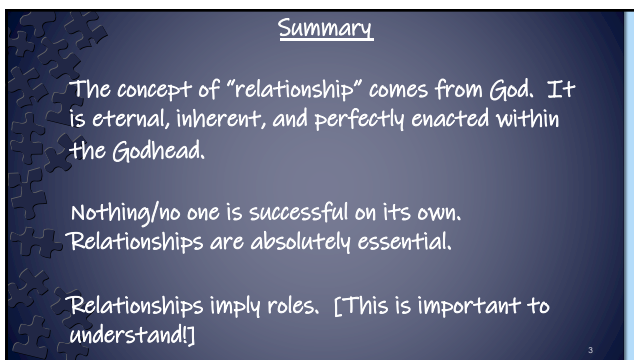 Summary
The concept of "relationship" comes from God. It
is eternal, inherent, and perfectly enacted within
the Godhead.
Nothing/no one is successful on its own.
Relationships are absolutely essential.
Relationships imply roles. [This is important to
understand!]
3